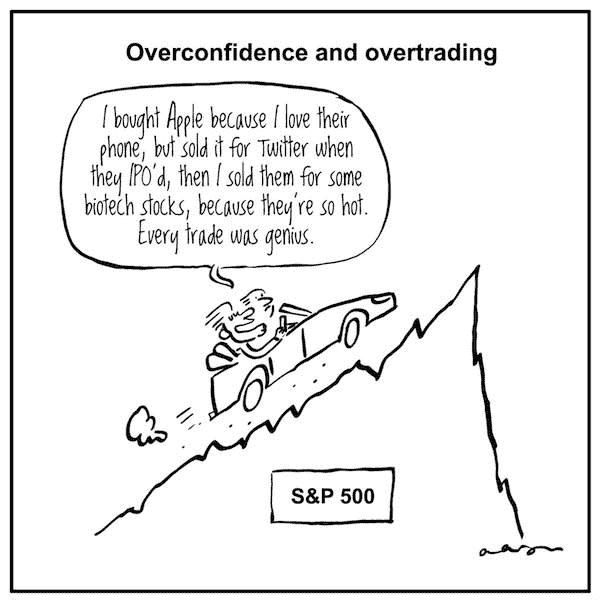 Overconfidence and overtrading
I bought Apple because I love their
phone, but sold it for Twitter when
they IPO'd, then I sold them for some
biotech stocks, because they're so hot.
Every trade was genius.
S&P 500